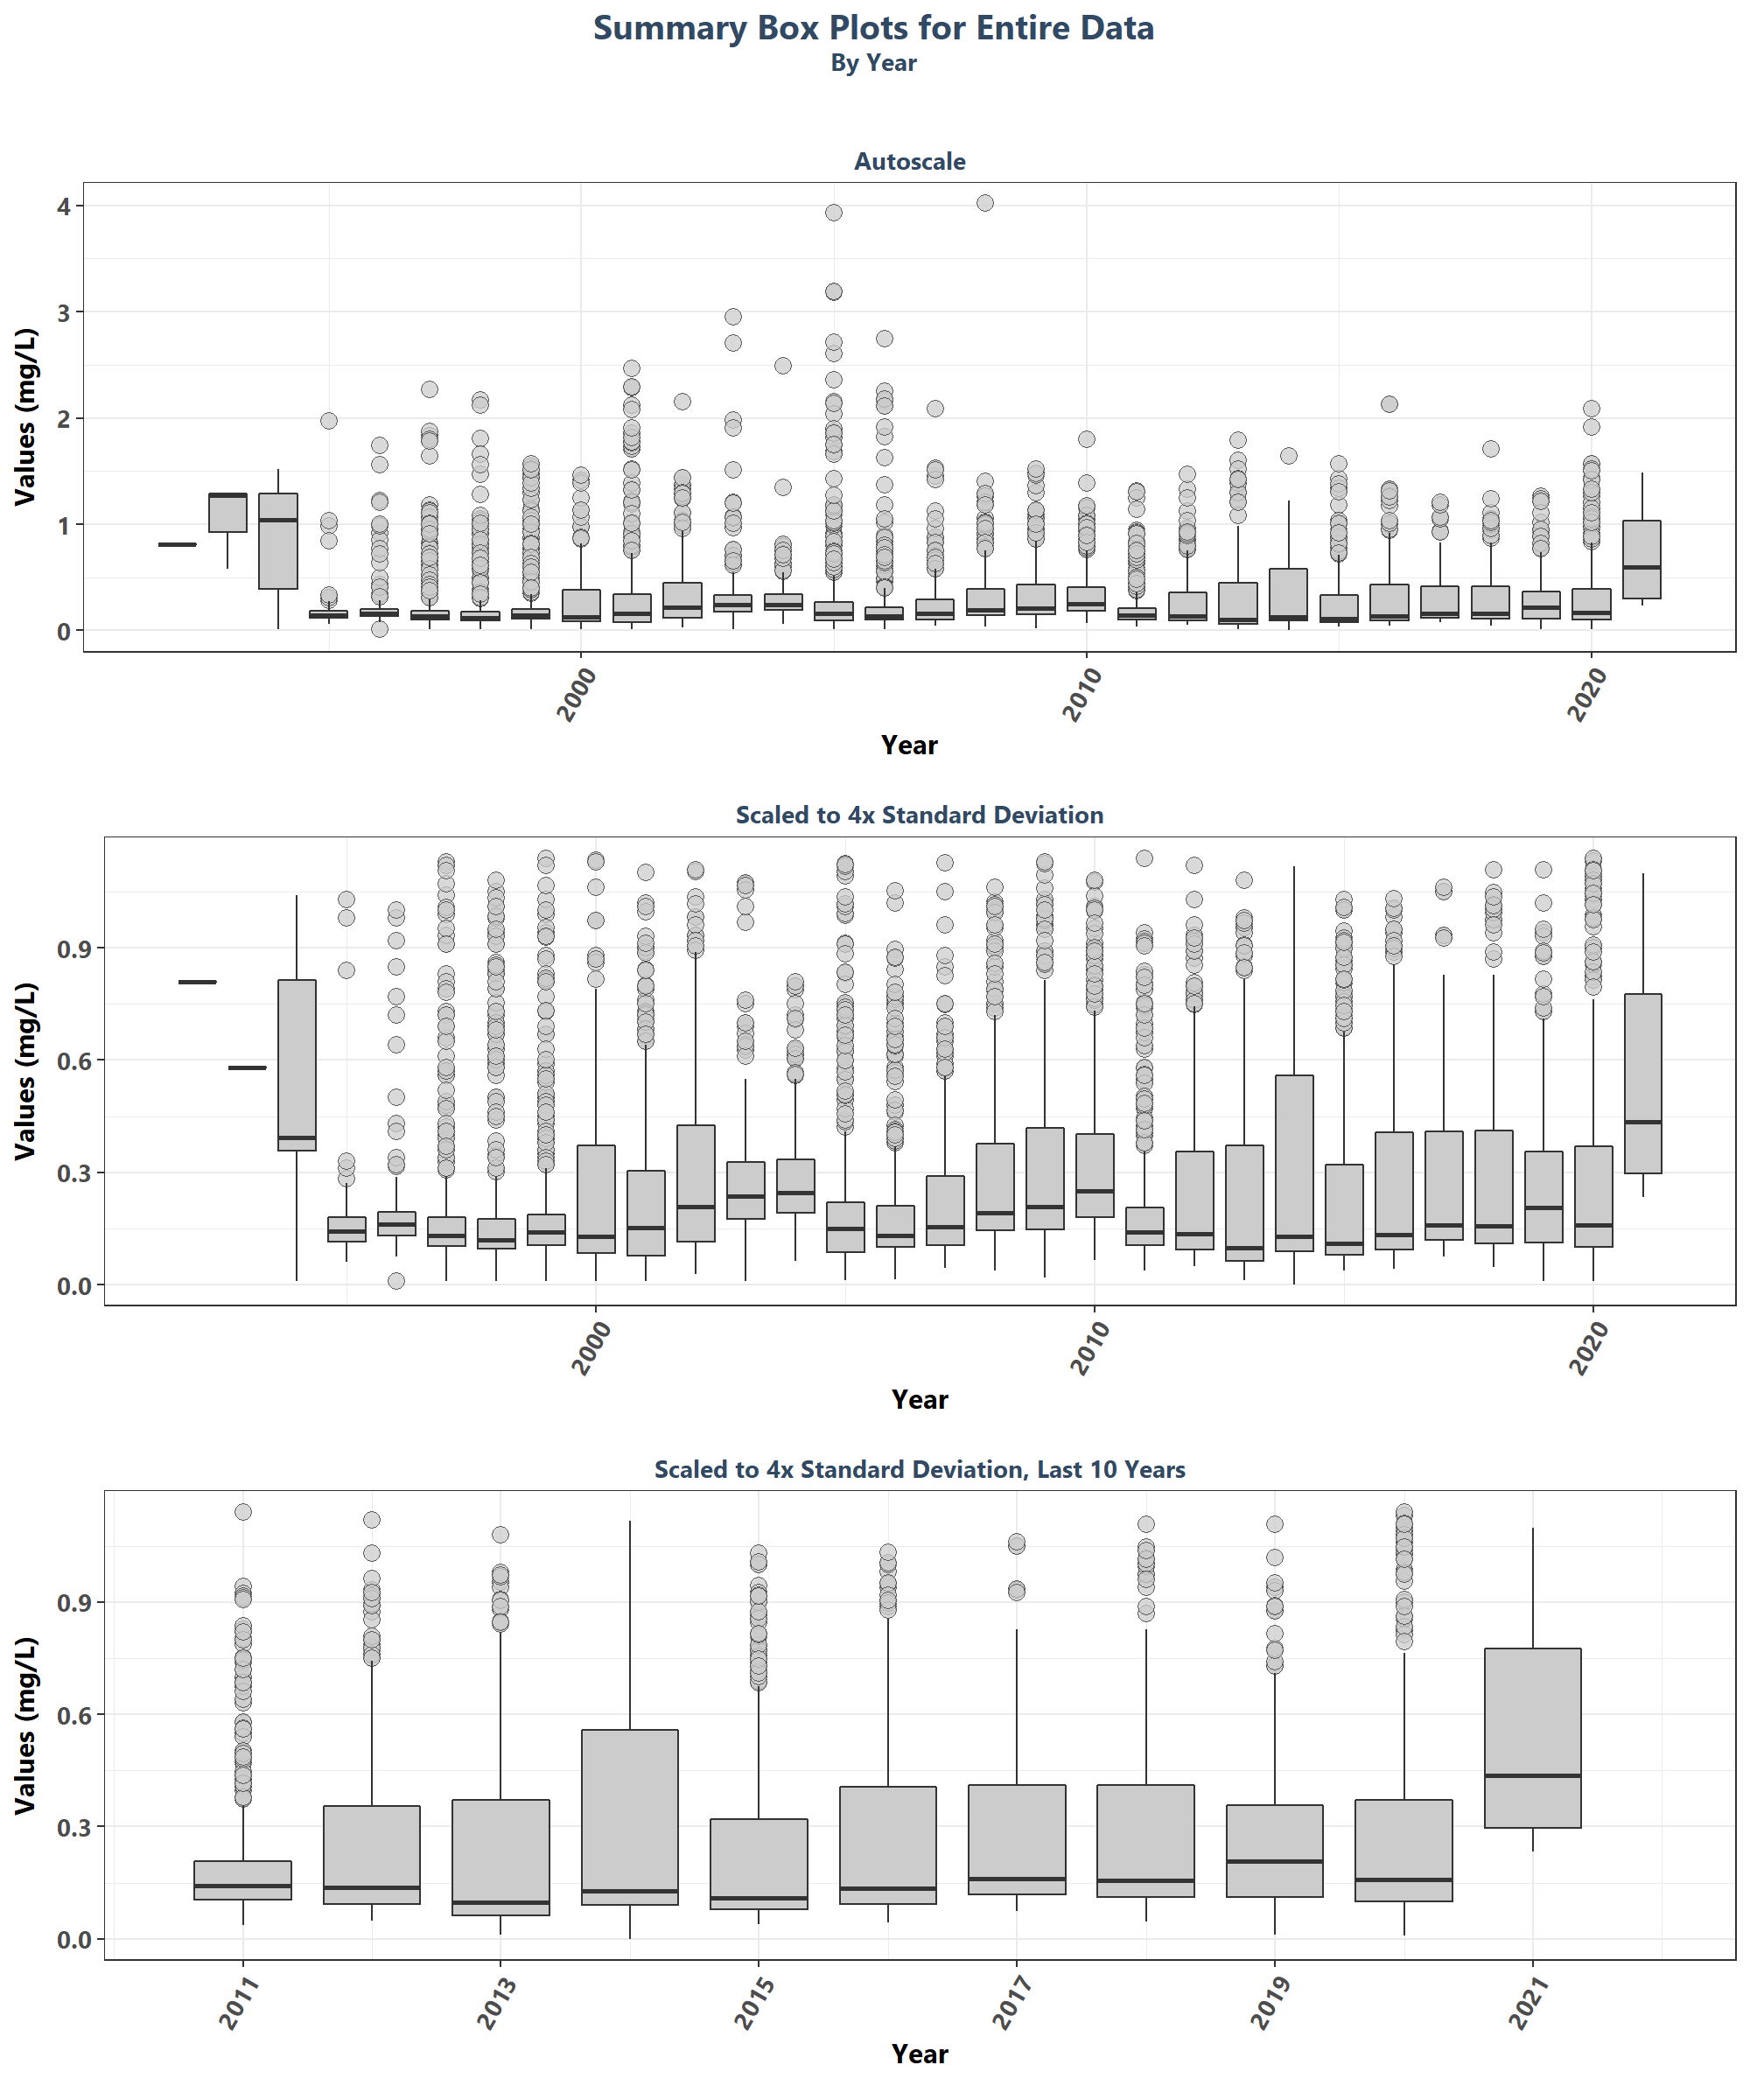 Summary Box Plots for Entire Data
By Year
Autoscale
Values (mg/L)
4
3
2
1
0
2000
2010
2020
Year
Scaled to 4x Standard Deviation
Values (mg/L)
0.9
0.6
0.3
0.0
2000
2010
2020
Year
Scaled to 4x Standard Deviation, Last 10 Years
Values (mg/L)
0.9
0.6
0.3
0.0
2011
2013
2015
2017
2019
2021
Year